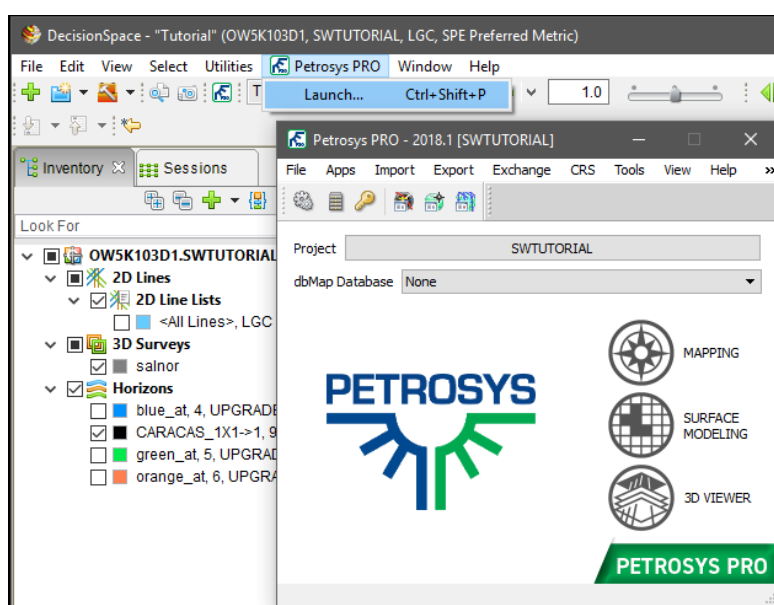 DecisionSpace - "Tutorial" (OW5K103D1, SWTUTORIAL, LGC, SPE Preferred Metric)
File Edit View Select Utilities Petrosys PRO Window Help
Launch... Ctrl+Shift+P
T
1.0
Petrosys PRO - 2018.1 [SWTUTORIAL]
File Apps Import Export Exchange CRS Tools View Help »
Inventory Sessions
Look For
OW5K103D1.SWTUTORIAL
2D Lines
2D Line Lists
<All Lines>, LGC
3D Surveys
salnor
Horizons
blue_at, 4, UPGRADE
CARACAS_1X1->1, 9
green_at, 5, UPGRAD
orange_at, 6, UPGRA
Project SWTUTORIAL
dbMap Database None
PETROSYS
MAPPING
SURFACE
MODELING
3D VIEWER
PETROSYS PRO